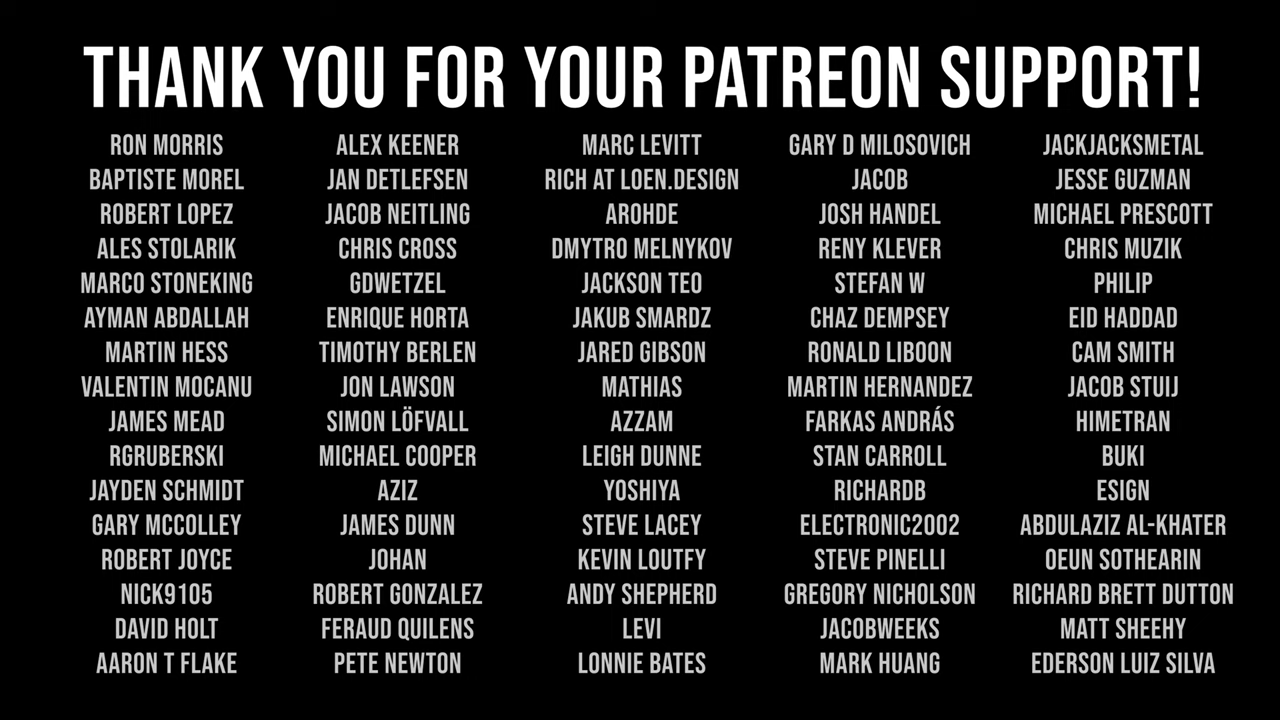 THANK YOU FOR YOUR PATREON SUPPORT!
RON MORRIS ALEX KEENER MARC LEVITT GARY D MILOSOVICH JACKJACKSMETAL
BAPTISTE MOREL JAN DETLEFSEN RICH AT LOEN.DESIGN JACOB JESSE GUZMAN
ROBERT LOPEZ JACOB NEITLING AROHDE JOSH HANDEL MICHAEL PRESCOTT
ALES STOLARIK CHRIS CROSS DMYTRO MELNYKOV RENY KLEVER CHRIS MUZIK
MARCO STONEKING GDWETZEL JACKSON TEO STEFAN W PHILIP
AYMAN ABDALLAH ENRIQUE HORTA JAKUB SMARDZ CHAZ DEMPSEY EID HADDAD
MARTIN HESS TIMOTHY BERLEN JARED GIBSON RONALD LIBOON CAM SMITH
VALENTIN MOCANU JON LAWSON MATHIAS MARTIN HERNANDEZ JACOB STUIJ
JAMES MEAD SIMON LÖFVALL AZZAM FARKAS ANDRÁS HIMETRAN
RGRUBERSKI MICHAEL COOPER LEIGH DUNNE STAN CARROLL BUKI
JAYDEN SCHMIDT AZIZ YOSHIYA RICHARDB ESIGN
GARY MCCOLLEY JAMES DUNN STEVE LACEY ELECTRONIC2002 ABDULAZIZ AL-KHATER
ROBERT JOYCE JOHAN KEVIN LOUTFY STEVE PINELLI OEUN SOTHEARIN
NICK9105 ROBERT GONZALEZ ANDY SHEPHERD GREGORY NICHOLSON RICHARD BRETT DUTTON
DAVID HOLT FERAUD QUILENS LEVI JACOBWEEKS MATT SHEEHY
AARON T FLAKE PETE NEWTON LONNIE BATES MARK HUANG EDERSON LUIZ SILVA